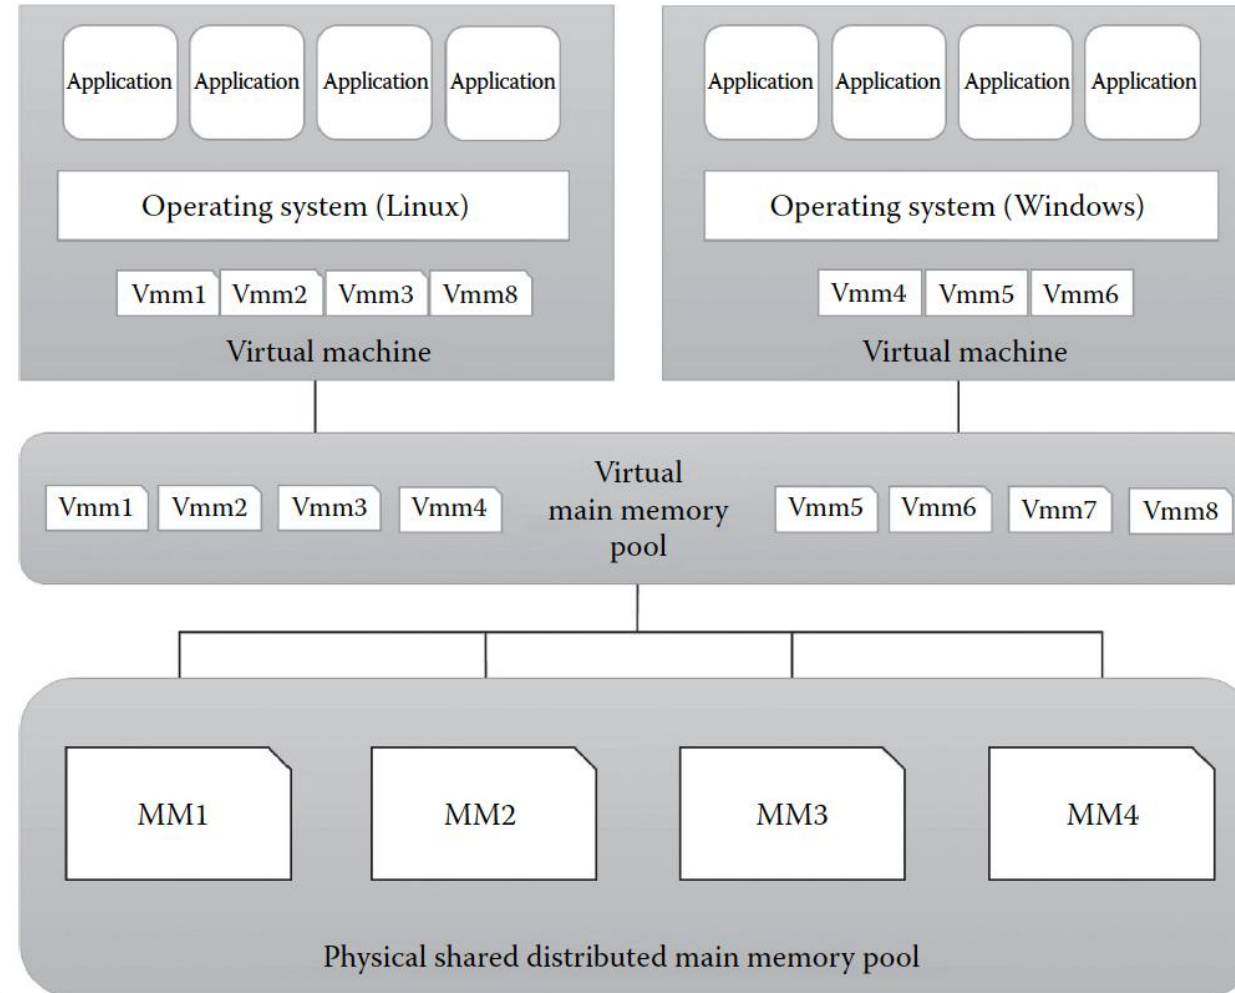 Application Application Application Application
Operating system (Linux)
Vmm1 Vmm2 Vmm3 Vmm8
Virtual machine
Application Application Application Application
Operating system (Windows)
Vmm4 Vmm5 Vmm6
Virtual machine
Vmm1 Vmm2 Vmm3 Vmm4
Virtual
main memory
pool
Vmm5 Vmm6 Vmm7 Vmm8
MM1 MM2 MM3 MM4
Physical shared distributed main memory pool